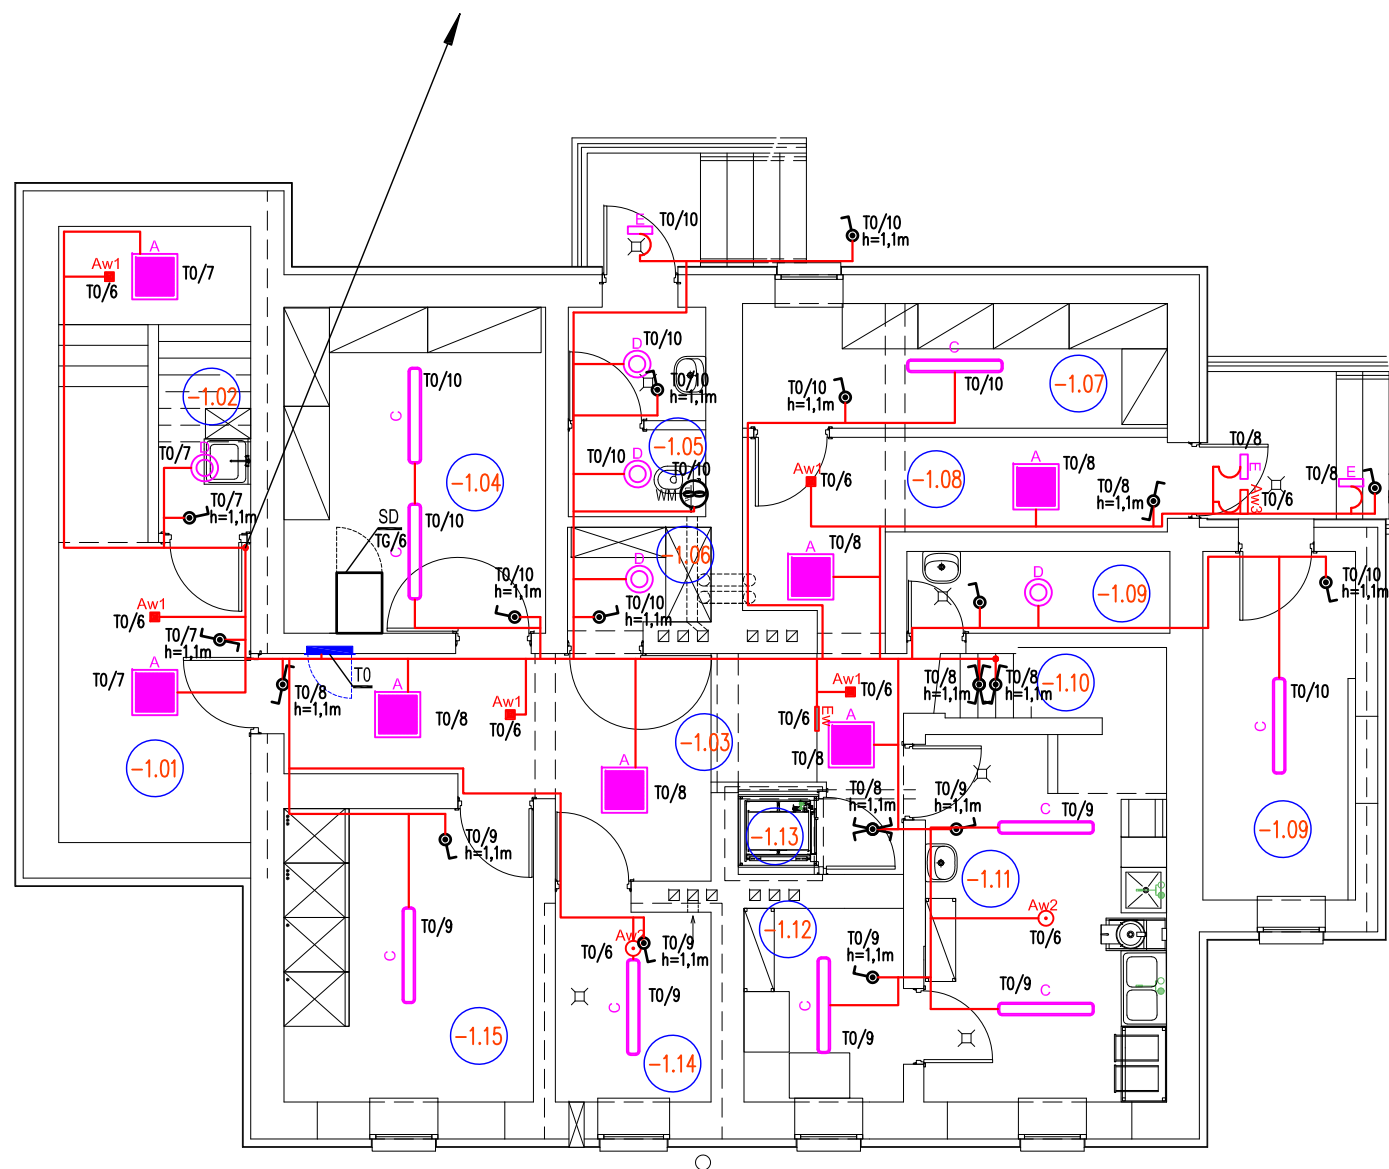 E
T0/10
T0/10
h=1,1m
A
Aw1
T0/6
T0/7
D
T0/10
C
T0/10
C
T0/10
T0/10
T0/10
h=1,1m
-1.07
-1.02
C
T0/10
h=1,1m
-1.05
T0/7
D
T0/10
D
T0/10
Aw1
T0/6
A
T0/8
T0/8
E
T0/8
E
-1.04
-1.08
T0/8
h=1,1m
Aw3
T0/6
T0/7
h=1,1m
T0/10
SD
TG/6
C
-1.06
A
T0/8
D
T0/10
h=1,1m
T0/10
h=1,1m
D
-1.09
T0/10
h=1,1m
Aw1
T0/6
T0/7
h=1,1m
A
T0/7
T0/8
h=1,1m
T0
A
T0/8
Aw1
T0/6
Aw1
T0/6
T0/6
EW
A
T0/8
T0/8
h=1,1m
T0/8
h=1,1m
-1.10
T0/10
C
-1.01
-1.03
A
T0/8
T0/8
h=1,1m
T0/9
h=1,1m
C
T0/9
-1.13
-1.09
T0/9
h=1,1m
-1.11
C
T0/9
Aw2
T0/6
T0/9
h=1,1m
-1.12
T0/9
h=1,1m
Aw2
T0/6
C
T0/9
C
T0/9
T0/9
C
-1.15
-1.14